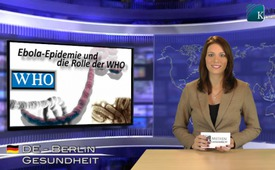 K
Ebola-Epidemie und
die Rolle der WHO
WHO
DE-BERLIN
GESUNDHEIT